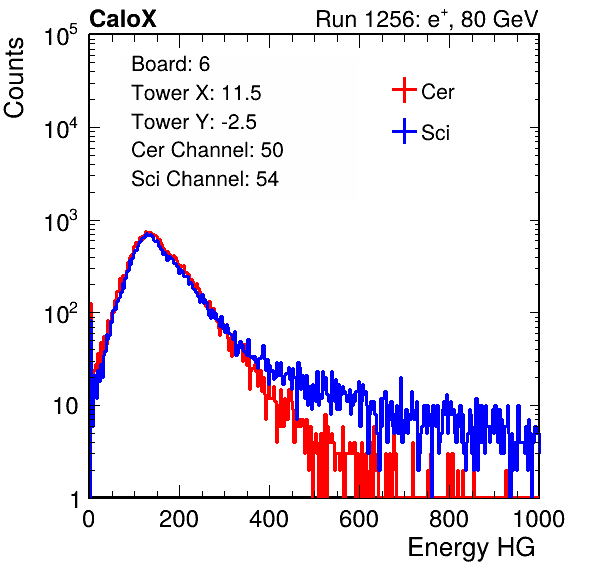 CaloX Run 1256: e⁺, 80 GeV
Counts
10⁵
10⁴
10³
10²
10
1
Board: 6
Tower X: 11.5
Tower Y: -2.5
Cer Channel: 50
Sci Channel: 54
Cer
Sci
0 200 400 600 800 1000
Energy HG